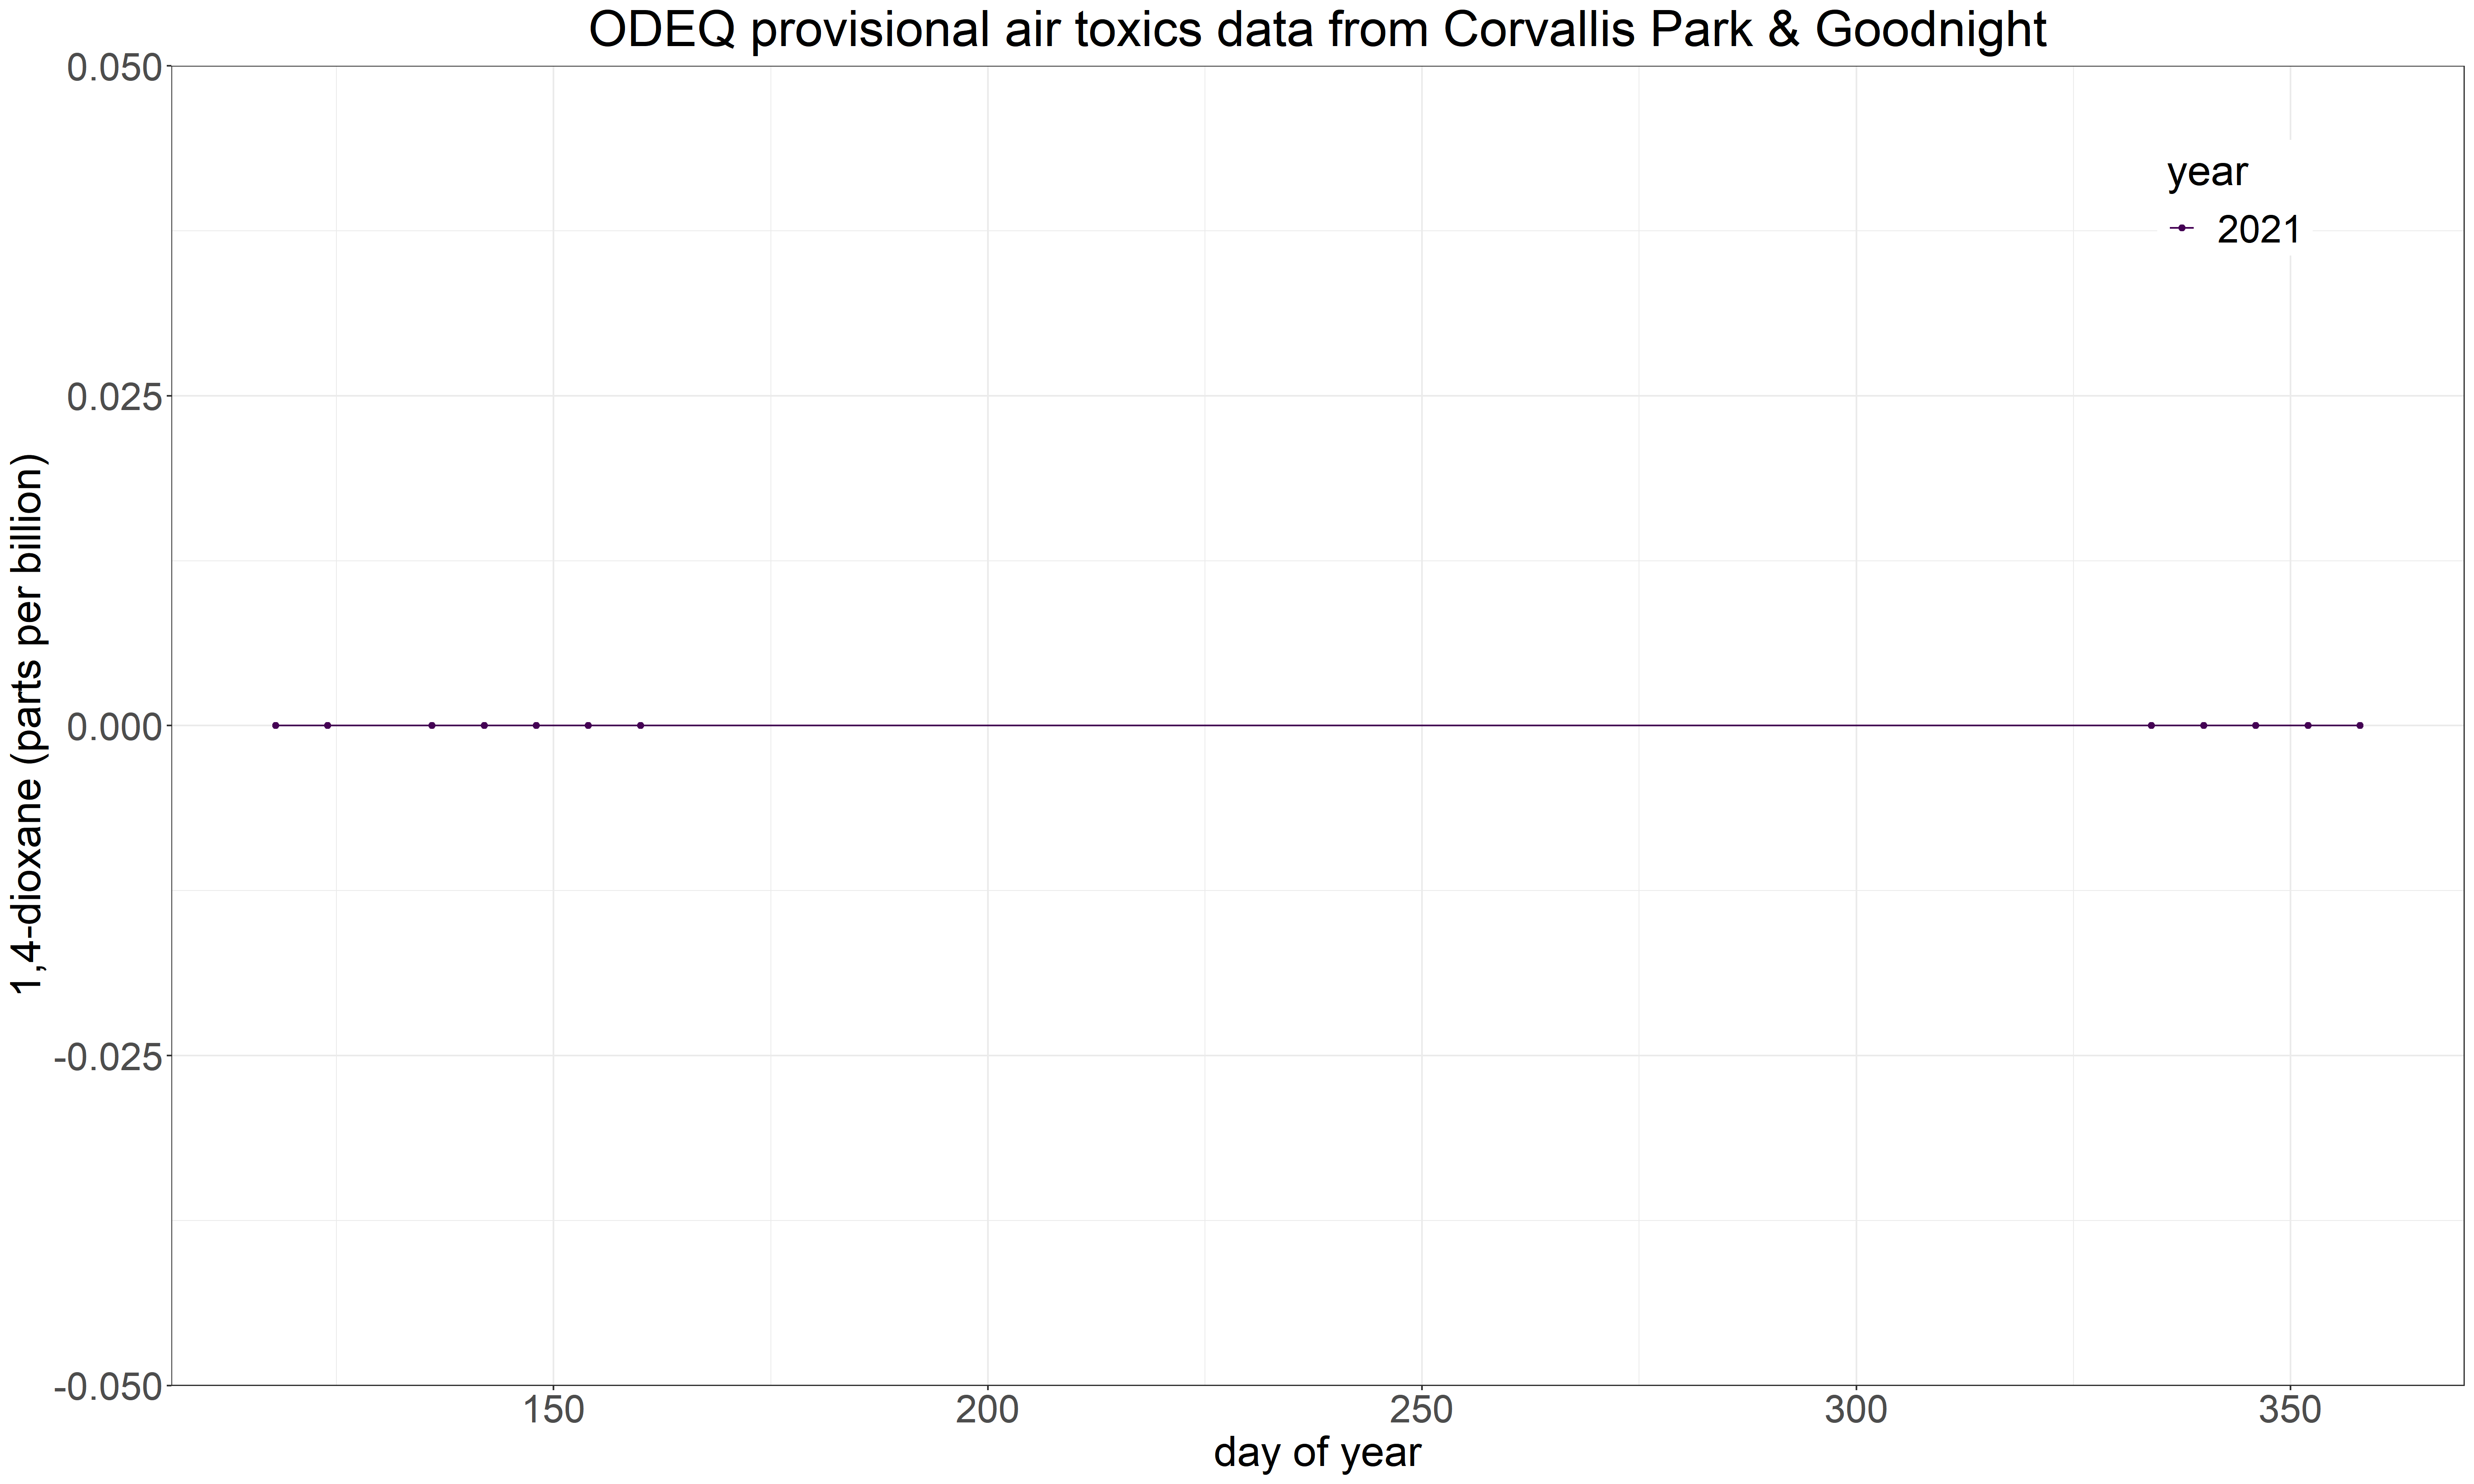 ODEQ provisional air toxics data from Corvallis Park & Goodnight
0.050
0.025
0.000
-0.025
-0.050
1,4-dioxane (parts per billion)
year
2021
150 200 250 300 350
day of year